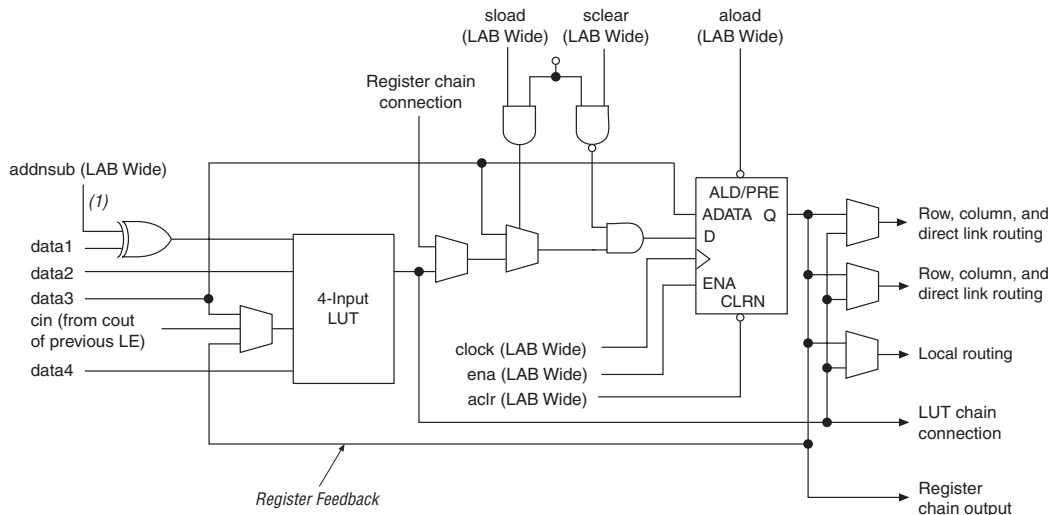 sload
(LAB Wide)
sclear
(LAB Wide)
aload
(LAB Wide)
Register chain
connection
addnsub (LAB Wide)
(1)
data1
data2
data3
cin (from cout
of previous LE)
data4
4-Input
LUT
ALD/PRE
ADATA Q
D
ENA
CLRN
clock (LAB Wide)
ena (LAB Wide)
aclr (LAB Wide)
Row, column, and
direct link routing
Row, column, and
direct link routing
Local routing
LUT chain
connection
Register
chain output
Register Feedback